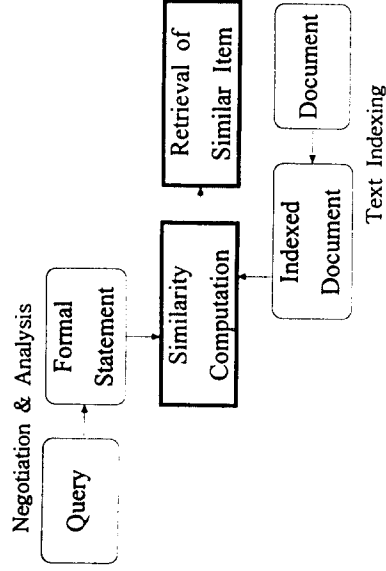 Negotiation & Analysis
Query
Formal
Statement
Similarity
Computation
Retrieval of
Similar Item
Indexed
Document
Document
Text Indexing